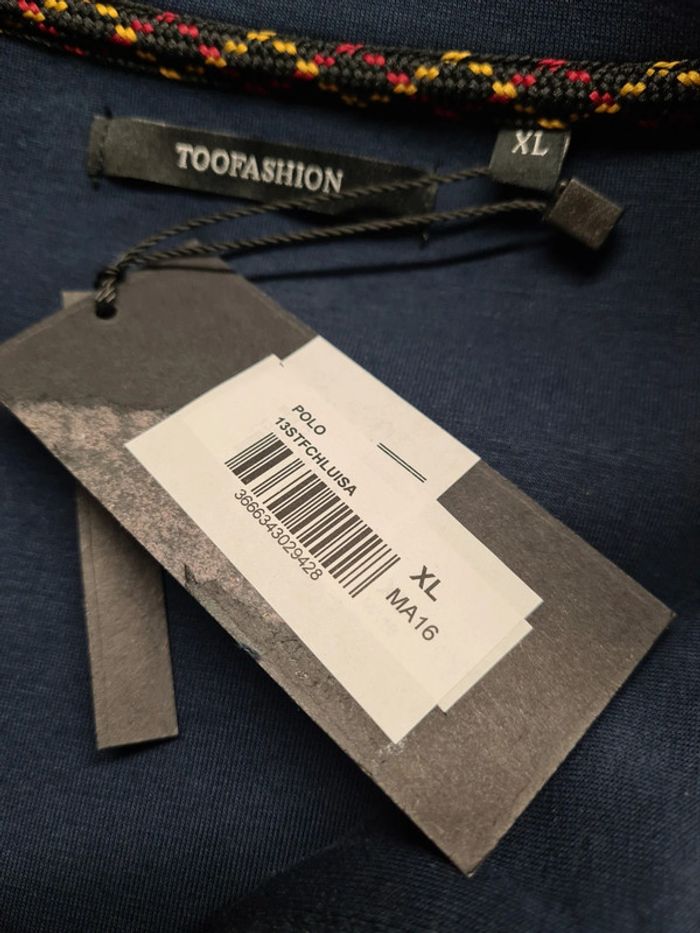 TOOFASHION
XL
POLO
13STFCHLUISA
3666343029428
XL
MA16